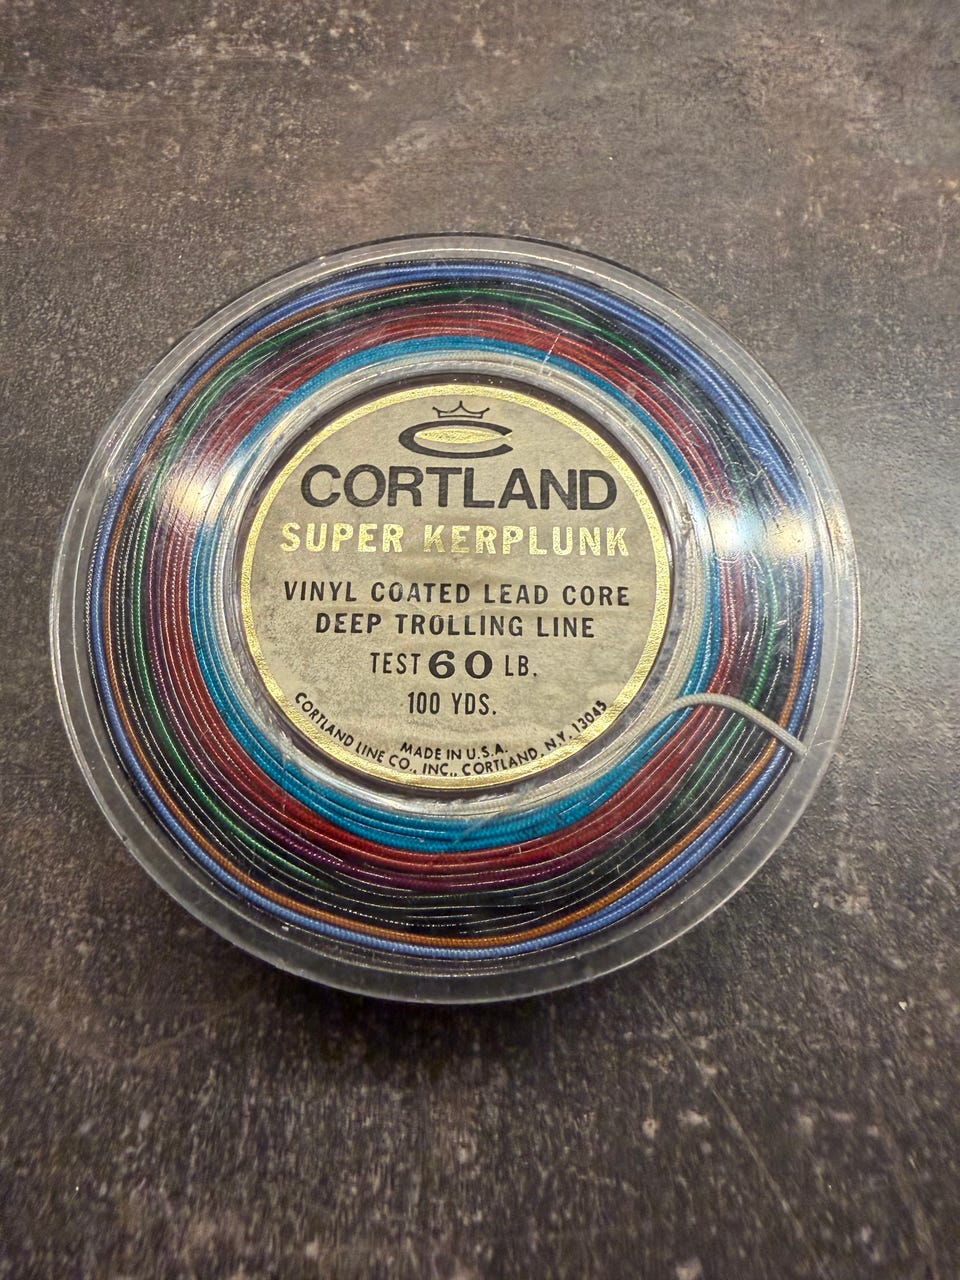 CORTLAND
SUPER KERPLUNK
VINYL COATED LEAD CORE
DEEP TROLLING LINE
TEST 60 LB.
100 YDS.
MADE IN U.S.A.
CORTLAND LINE CO., INC., CORTLAND, N.Y. 13045